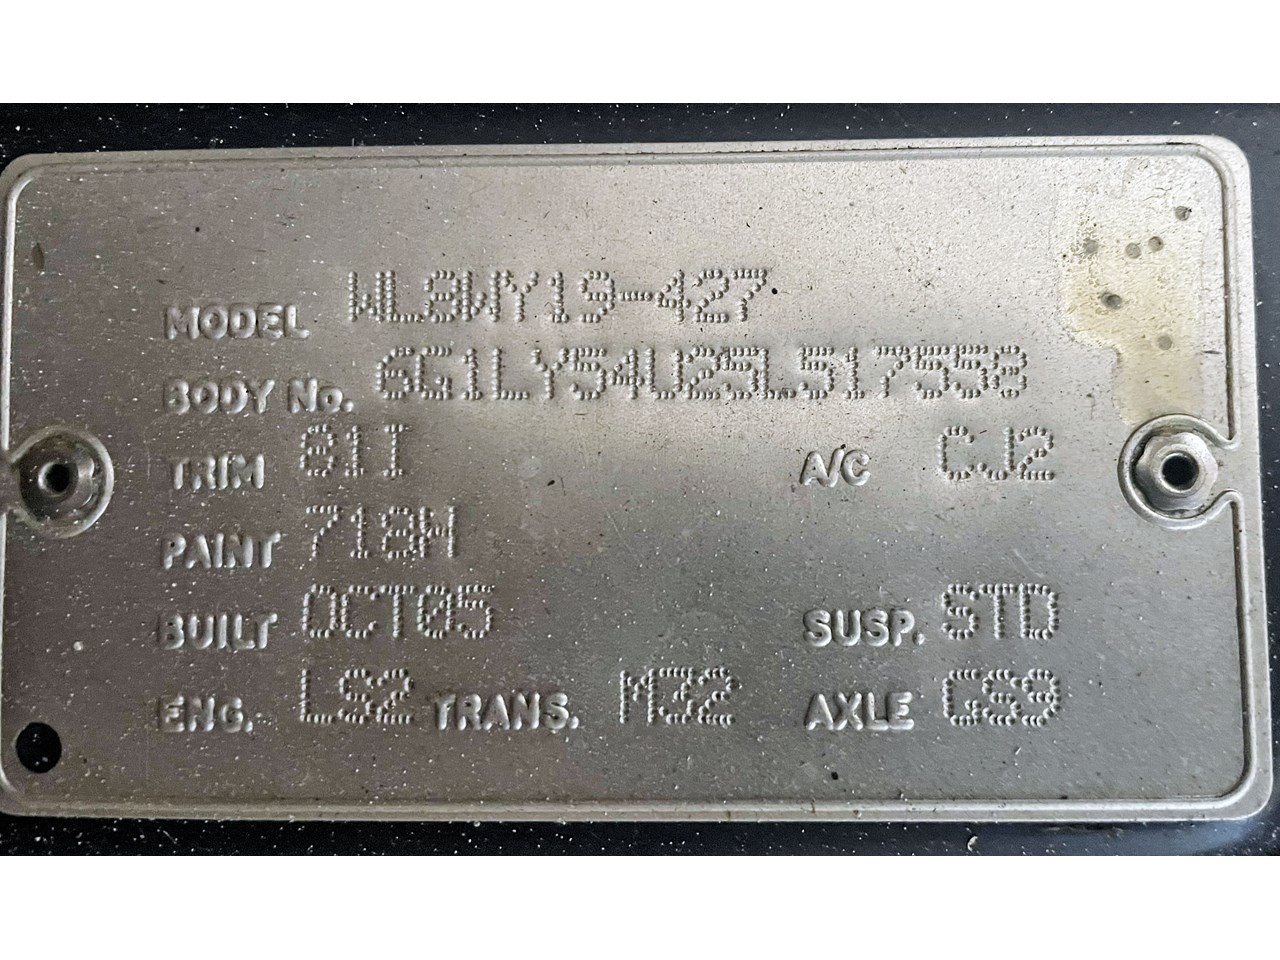 MODEL WL8WY19-427
BODY No. 6G1LY54U25L517558
TRIM 81I A/C CJ2
PAINT 718H
BUILT OCT05 SUSP. STD
ENG. LS2 TRANS. M32 AXLE GS9